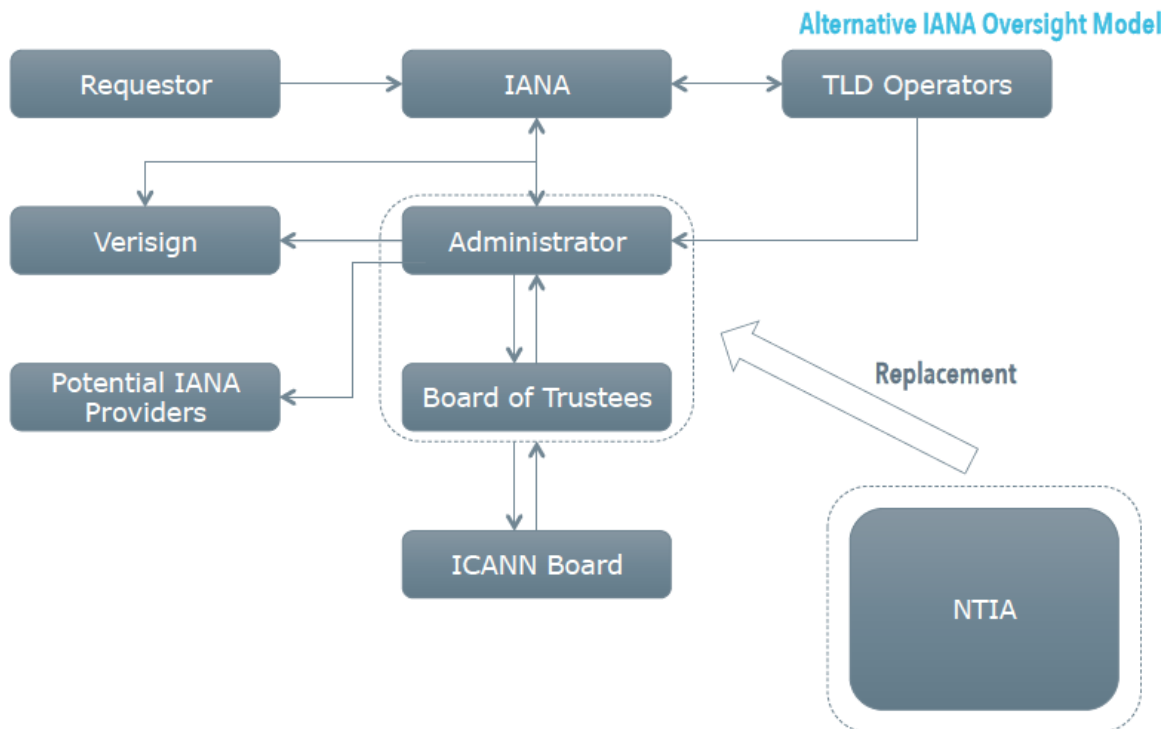 Alternative IANA Oversight Model
Requestor
IANA
TLD Operators
Verisign
Administrator
Potential IANA
Providers
Board of Trustees
Replacement
ICANN Board
NTIA